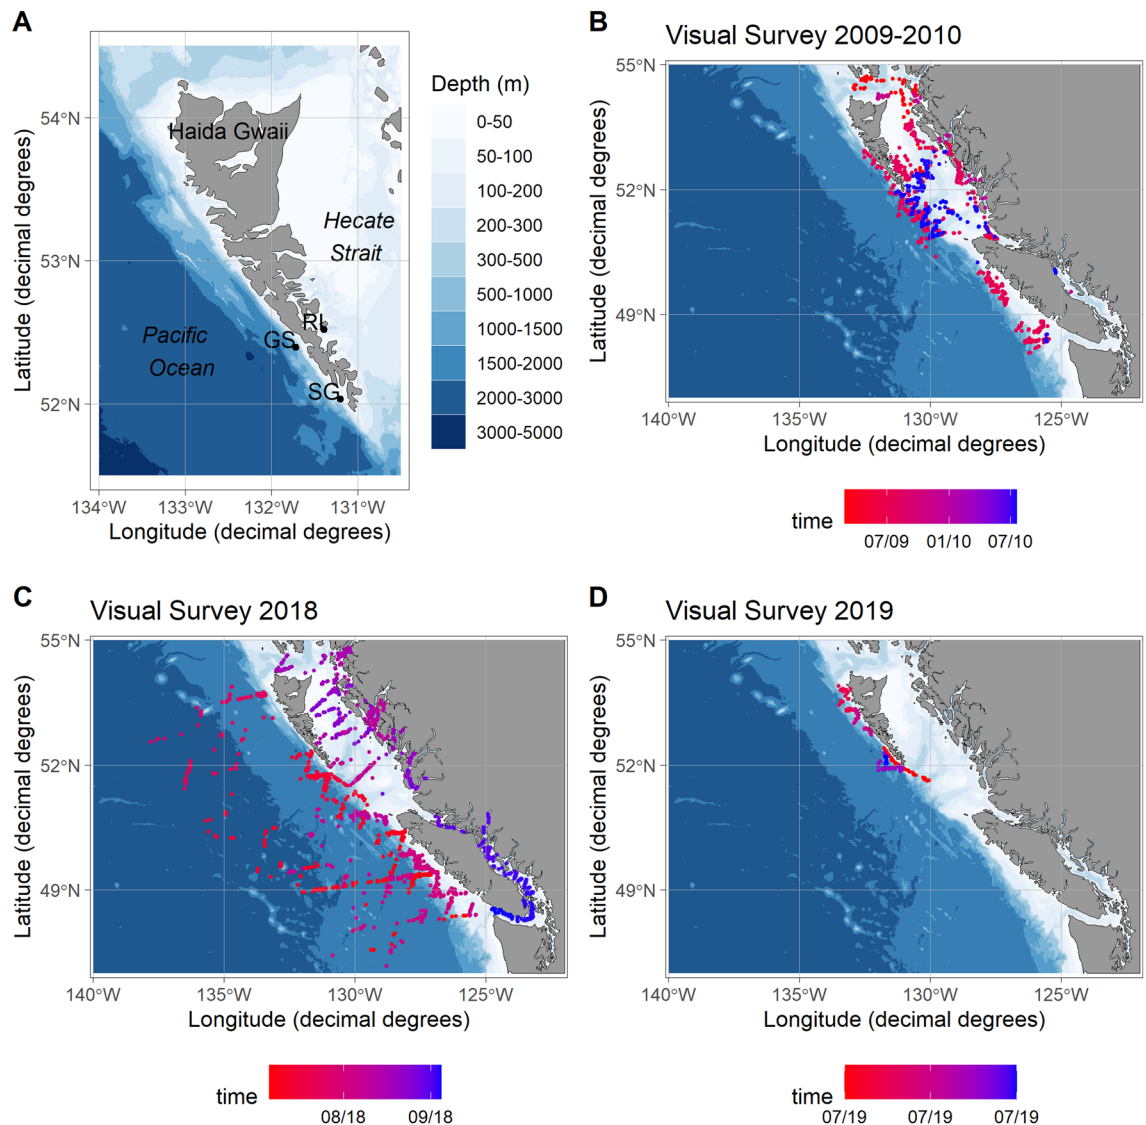 A
54°N
53°N
52°N
Latitude (decimal degrees)
Haida Gwaii
Hecate
Strait
Pacific
Ocean
RI
GS
SG
134°W
133°W
132°W
131°W
Longitude (decimal degrees)
Depth (m)
0-50
50-100
100-200
200-300
300-500
500-1000
1000-1500
1500-2000
2000-3000
3000-5000
B
Visual Survey 2009-2010
55°N
52°N
49°N
Latitude (decimal degrees)
140°W
135°W
130°W
125°W
Longitude (decimal degrees)
time
07/09
01/10
07/10
C
Visual Survey 2018
55°N
52°N
49°N
Latitude (decimal degrees)
140°W
135°W
130°W
125°W
Longitude (decimal degrees)
time
08/18
09/18
D
Visual Survey 2019
55°N
52°N
49°N
Latitude (decimal degrees)
140°W
135°W
130°W
125°W
Longitude (decimal degrees)
time
07/19
07/19
07/19